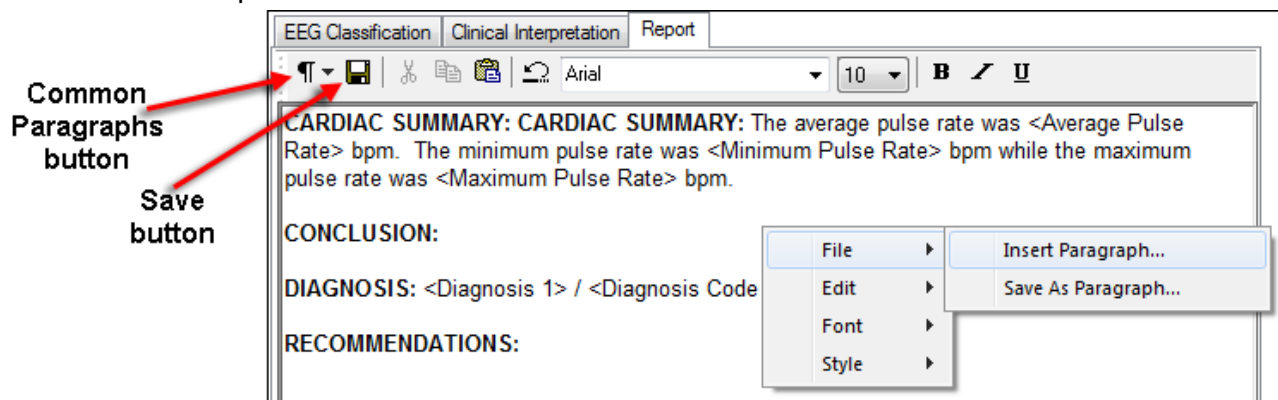 EEG Classification Clinical Interpretation Report
¶ Arial 10 B I U
Common
Paragraphs
button
Save
button
CARDIAC SUMMARY: CARDIAC SUMMARY: The average pulse rate was <Average Pulse
Rate> bpm. The minimum pulse rate was <Minimum Pulse Rate> bpm while the maximum
pulse rate was <Maximum Pulse Rate> bpm.
CONCLUSION:
DIAGNOSIS: <Diagnosis 1> / <Diagnosis Code
RECOMMENDATIONS:
File
Edit
Font
Style
Insert Paragraph...
Save As Paragraph...